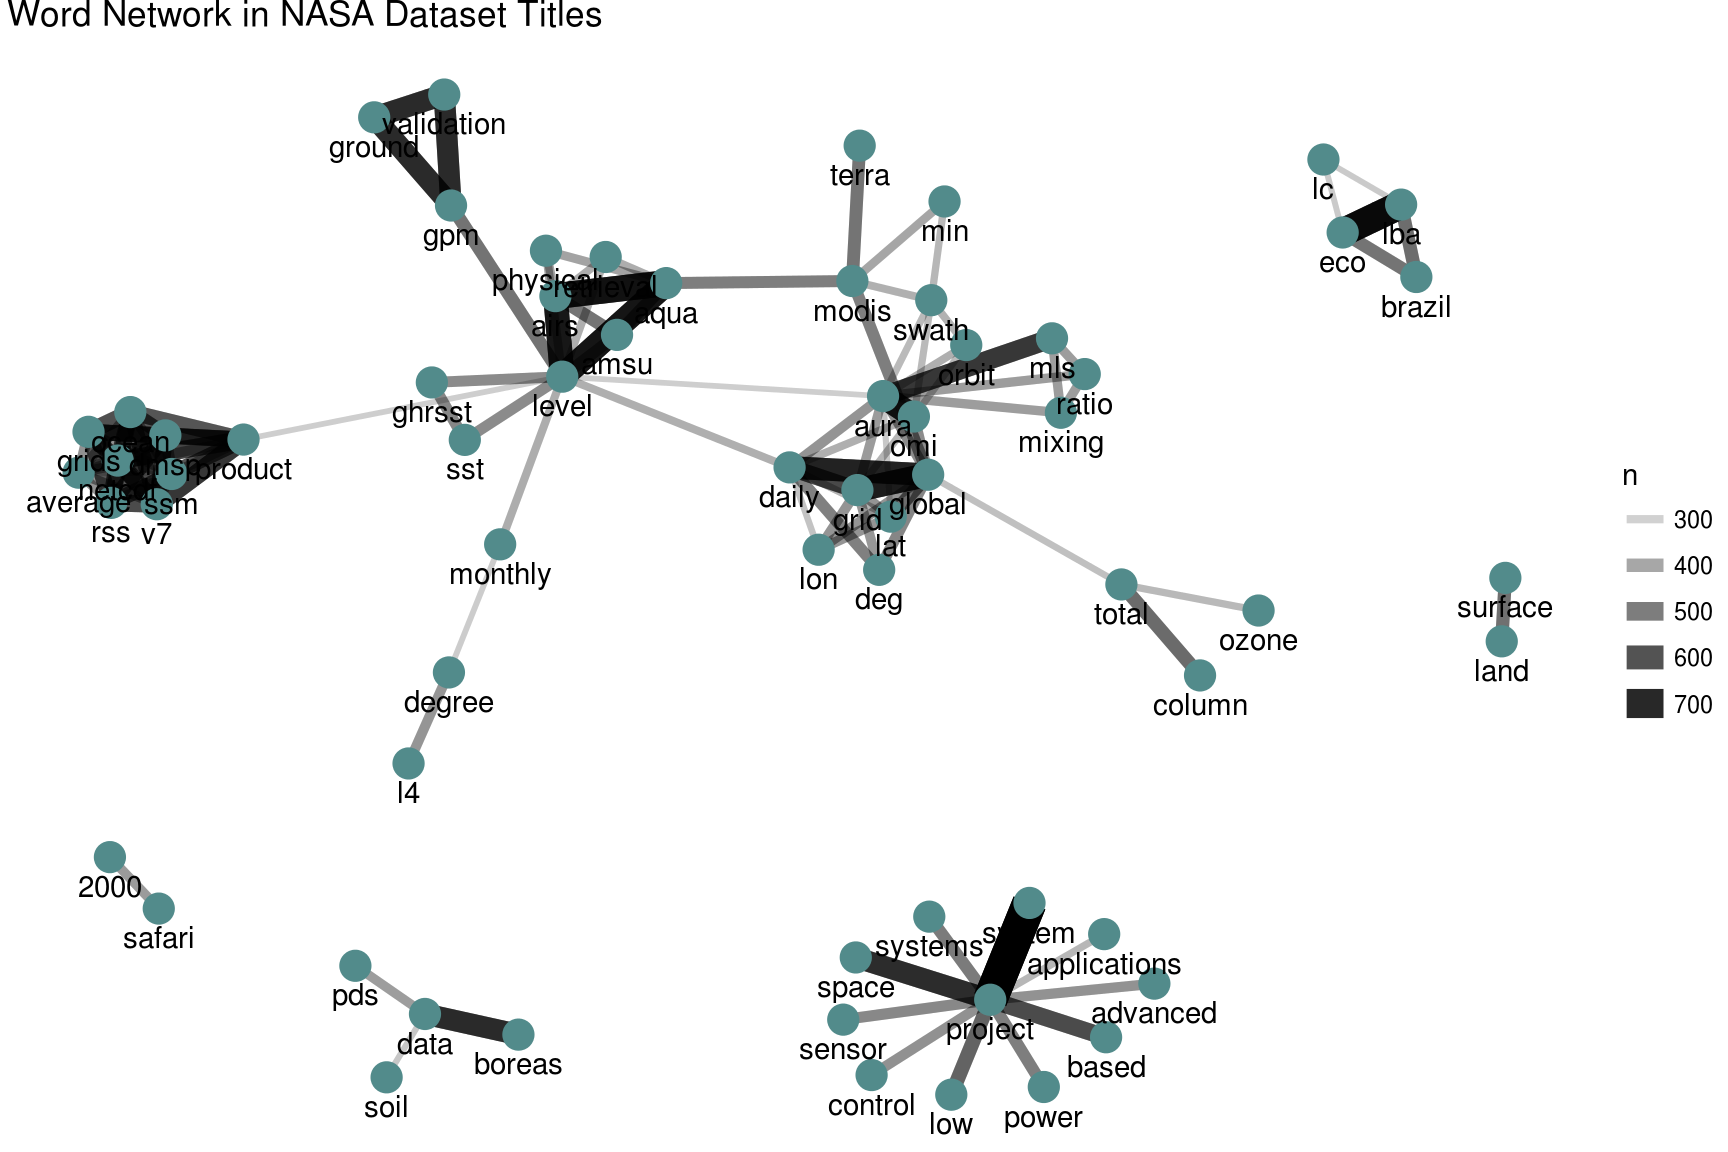 Word Network in NASA Dataset Titles
validation
ground
terra
lc
gpm
min
lba
eco
physical
retrieval
brazil
aqua
modis
airs
swath
amsu
orbit
mls
level
ghrsst
ratio
aura
omi
mixing
ocean
grids
dmsp
product
sst
n
average
ssm
daily
global
rss
v7
grid
300
lat
400
monthly
lon
deg
surface
500
total
ozone
600
land
degree
column
700
l4
2000
safari
systems
system
applications
space
pds
advanced
project
data
sensor
boreas
based
soil
control
low
power